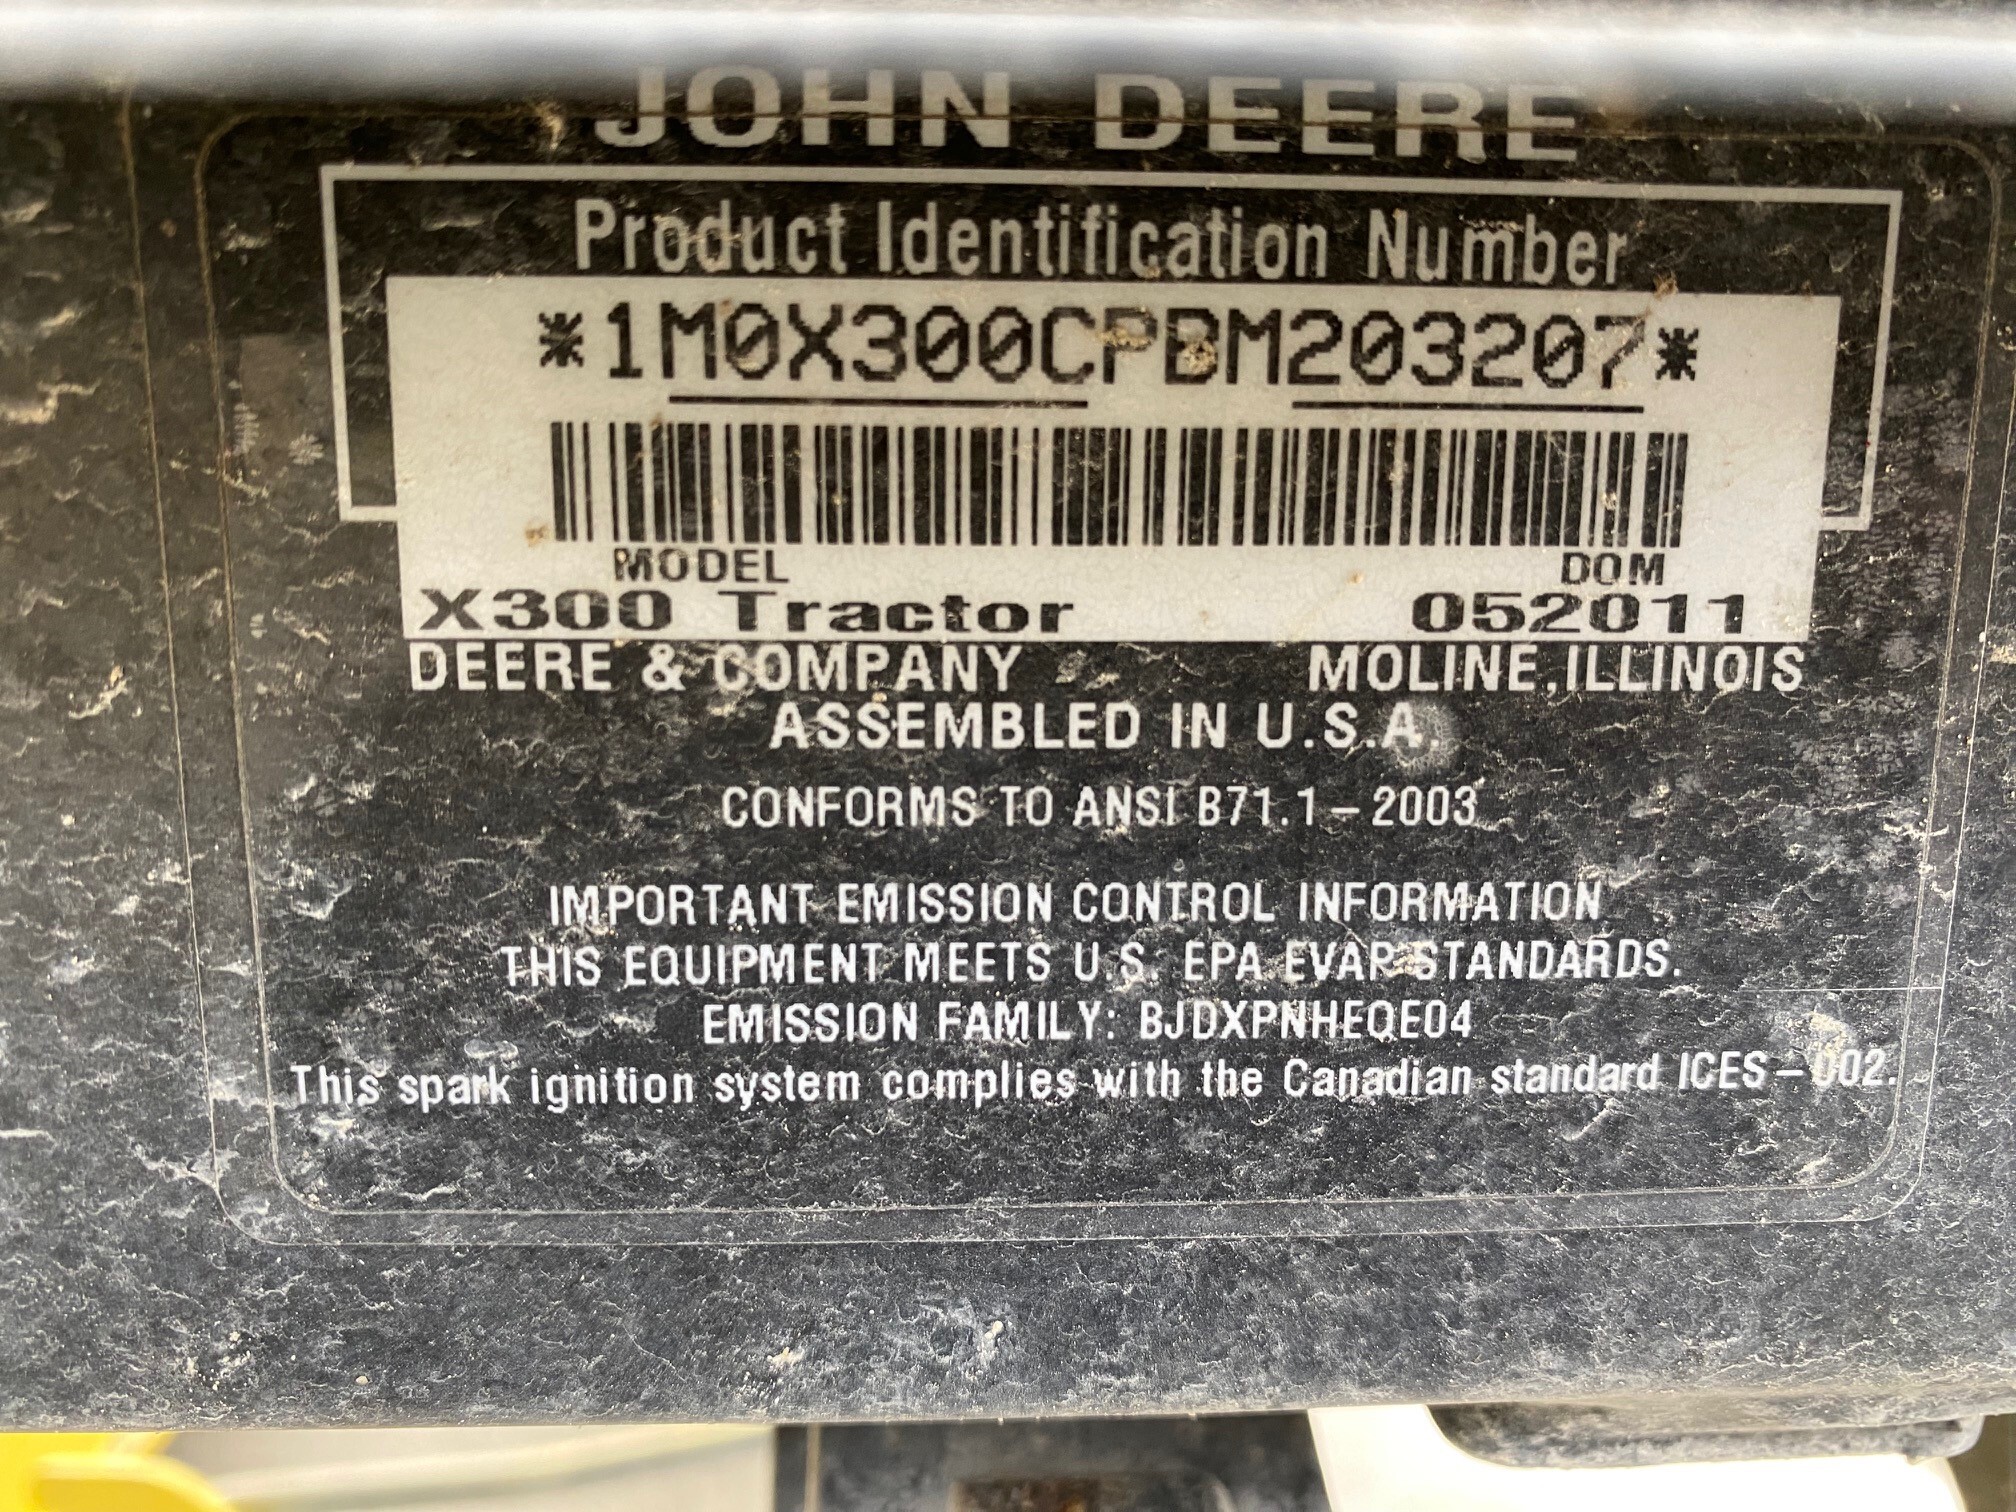 JOHN DEERE
Product Identification Number
*1M0X300CPBM203207*
MODEL DOM
X300 Tractor 052011
DEERE & COMPANY MOLINE, ILLINOIS
ASSEMBLED IN U.S.A.
CONFORMS TO ANSI B71.1-2003
IMPORTANT EMISSION CONTROL INFORMATION
THIS EQUIPMENT MEETS U.S. EPA EVAP STANDARDS.
EMISSION FAMILY: BJDXPNHEQE04
This spark ignition system complies with the Canadian standard ICES-002.